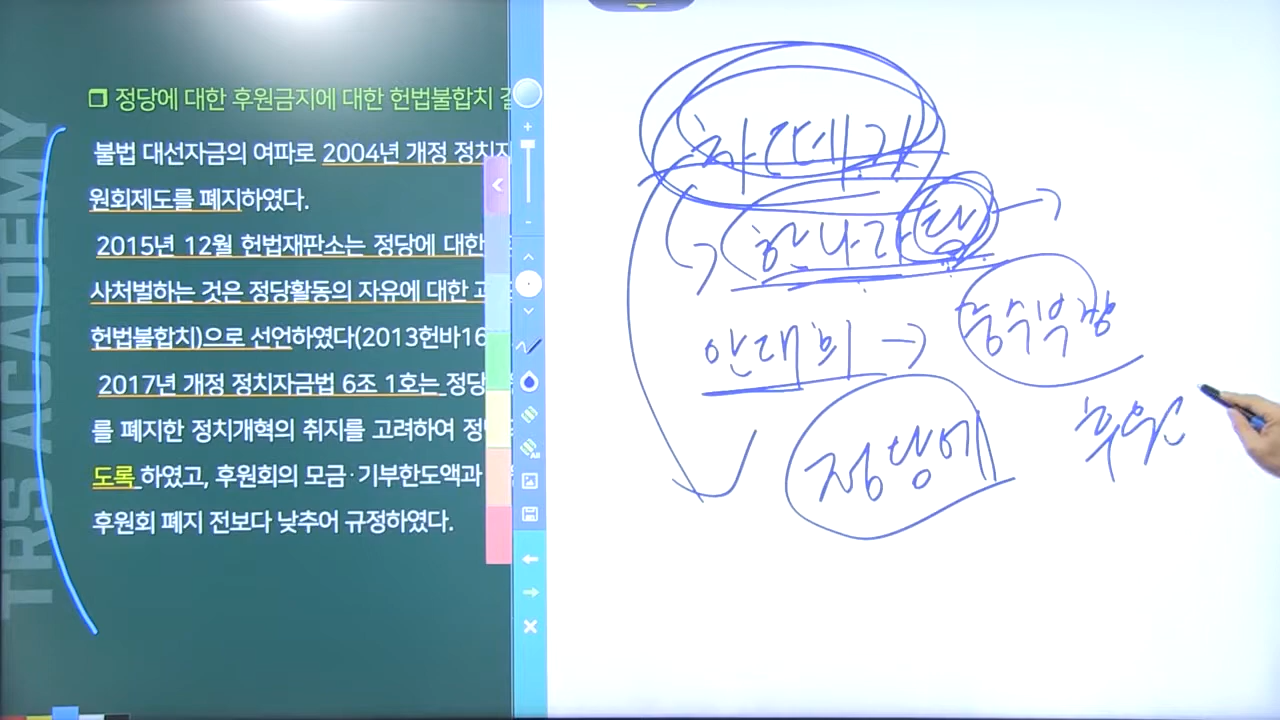 TRS ACADEMY
❒ 정당에 대한 후원금지에 대한 헌법불합치
불법 대선자금의 여파로 2004년 개정 정치자
원회제도를 폐지하였다.
2015년 12월 헌법재판소는 정당에 대한
사처벌하는 것은 정당활동의 자유에 대한
헌법불합치)으로 선언하였다(2013헌바16
2017년 개정 정치자금법 6조 1호는 정당
를 폐지한 정치개혁의 취지를 고려하여 정
도록 하였고, 후원회의 모금·기부한도액과
후원회 폐지 전보다 낮추어 규정하였다.
All
차떼기
한나라당 →
안대희 → 중수부장
정당에 후원